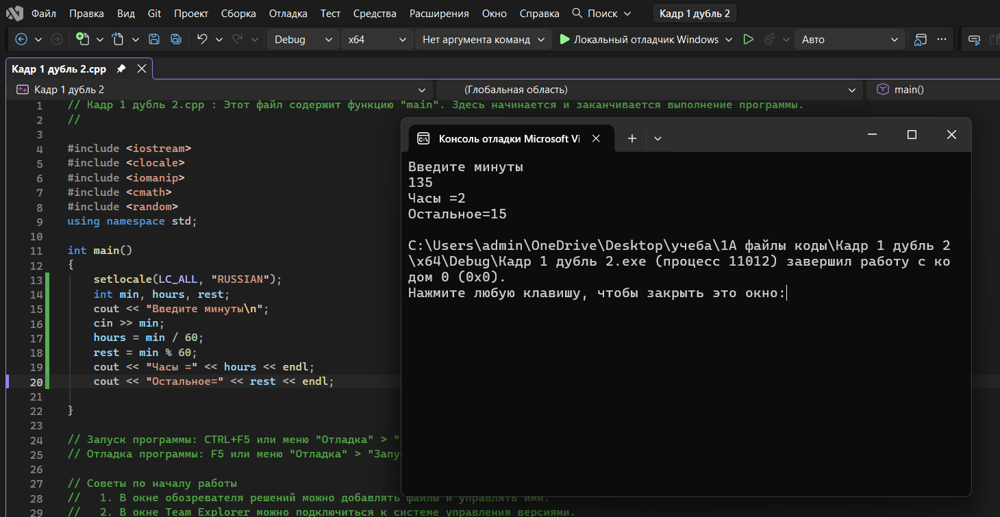 Файл Правка Вид Git Проект Сборка Отладка Тест Средства Расширения Окно Справка Поиск Кадр 1 дубль 2
Debug x64 Нет аргумента команд Локальный отладчик Windows Авто
Кадр 1 дубль 2.cpp
Кадр 1 дубль 2 (Глобальная область) main()
1 // Кадр 1 дубль 2.cpp : Этот файл содержит функцию "main". Здесь начинается и заканчивается выполнение программы.
2 //
3
4 #include <iostream>
5 #include <clocale>
6 #include <iomanip>
7 #include <cmath>
8 #include <random>
9 using namespace std;
10
11 int main()
12 {
13 setlocale(LC_ALL, "RUSSIAN");
14 int min, hours, rest;
15 cout << "Введите минуты\n";
16 cin >> min;
17 hours = min / 60;
18 rest = min % 60;
19 cout << "Часы =" << hours << endl;
20 cout << "Остальное=" << rest << endl;
21
22 }
23
24 // Запуск программы: CTRL+F5 или меню "Отладка" > "
25 // Отладка программы: F5 или меню "Отладка" > "Запу
26
27 // Советы по началу работы
28 // 1. В окне обозревателя решений можно добавлять файлы и управлять ими.
29 // 2. В окне Team Explorer можно подключиться к системе управления версиями.
Консоль отладки Microsoft Vi
Введите минуты
135
Часы =2
Остальное=15
C:\Users\admin\OneDrive\Desktop\учеба\1А файлы коды\Кадр 1 дубль 2
\x64\Debug\Кадр 1 дубль 2.exe (процесс 11012) завершил работу с ко
дом 0 (0x0).
Нажмите любую клавишу, чтобы закрыть это окно: